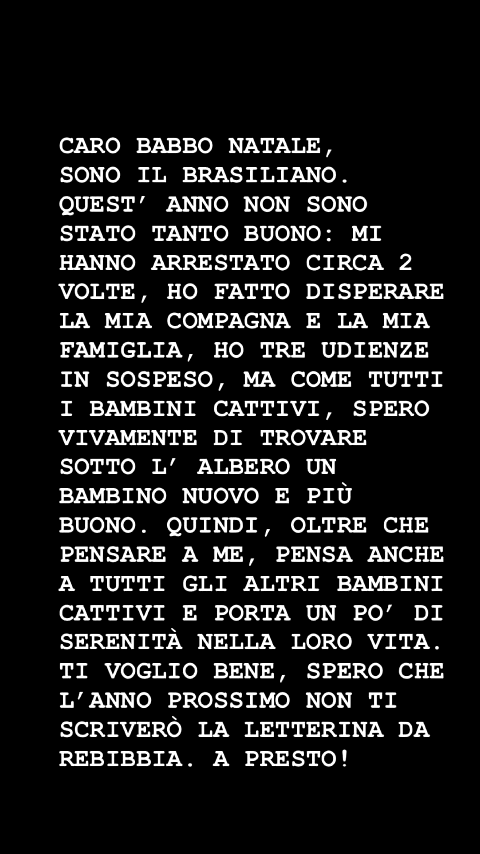 CARO BABBO NATALE,
SONO IL BRASILIANO.
QUEST’ ANNO NON SONO
STATO TANTO BUONO: MI
HANNO ARRESTATO CIRCA 2
VOLTE, HO FATTO DISPERARE
LA MIA COMPAGNA E LA MIA
FAMIGLIA, HO TRE UDIENZE
IN SOSPESO, MA COME TUTTI
I BAMBINI CATTIVI, SPERO
VIVAMENTE DI TROVARE
SOTTO L’ ALBERO UN
BAMBINO NUOVO E PIÙ
BUONO. QUINDI, OLTRE CHE
PENSARE A ME, PENSA ANCHE
A TUTTI GLI ALTRI BAMBINI
CATTIVI E PORTA UN PO’ DI
SERENITÀ NELLA LORO VITA.
TI VOGLIO BENE, SPERO CHE
L’ANNO PROSSIMO NON TI
SCRIVERÒ LA LETTERINA DA
REBIBBIA. A PRESTO!